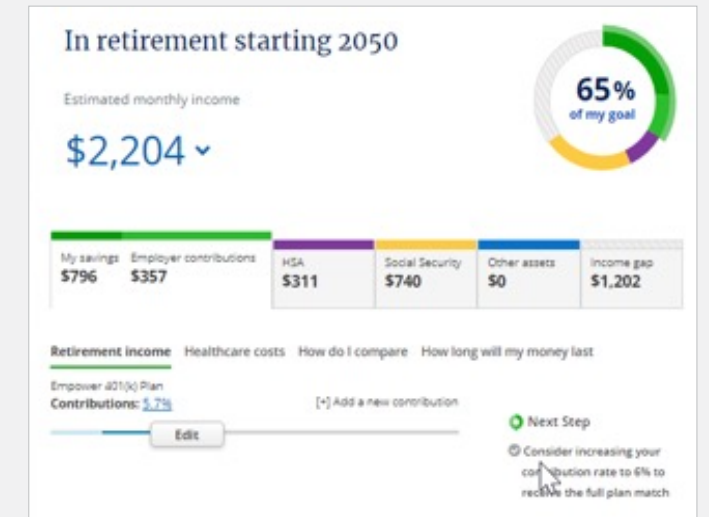 In retirement starting 2050
Estimated monthly income
$2,204
65%
of my goal
My savings Employer contributions HSA Social Security Other assets Income gap
$796 $357 $311 $740 $0 $1,202
Retirement income Healthcare costs How do I compare How long will my money last
Empower 401(k) Plan
Contributions: 5.7% [+] Add a new contribution
Edit
Next Step
Consider increasing your
contribution rate to 6% to
receive the full plan match